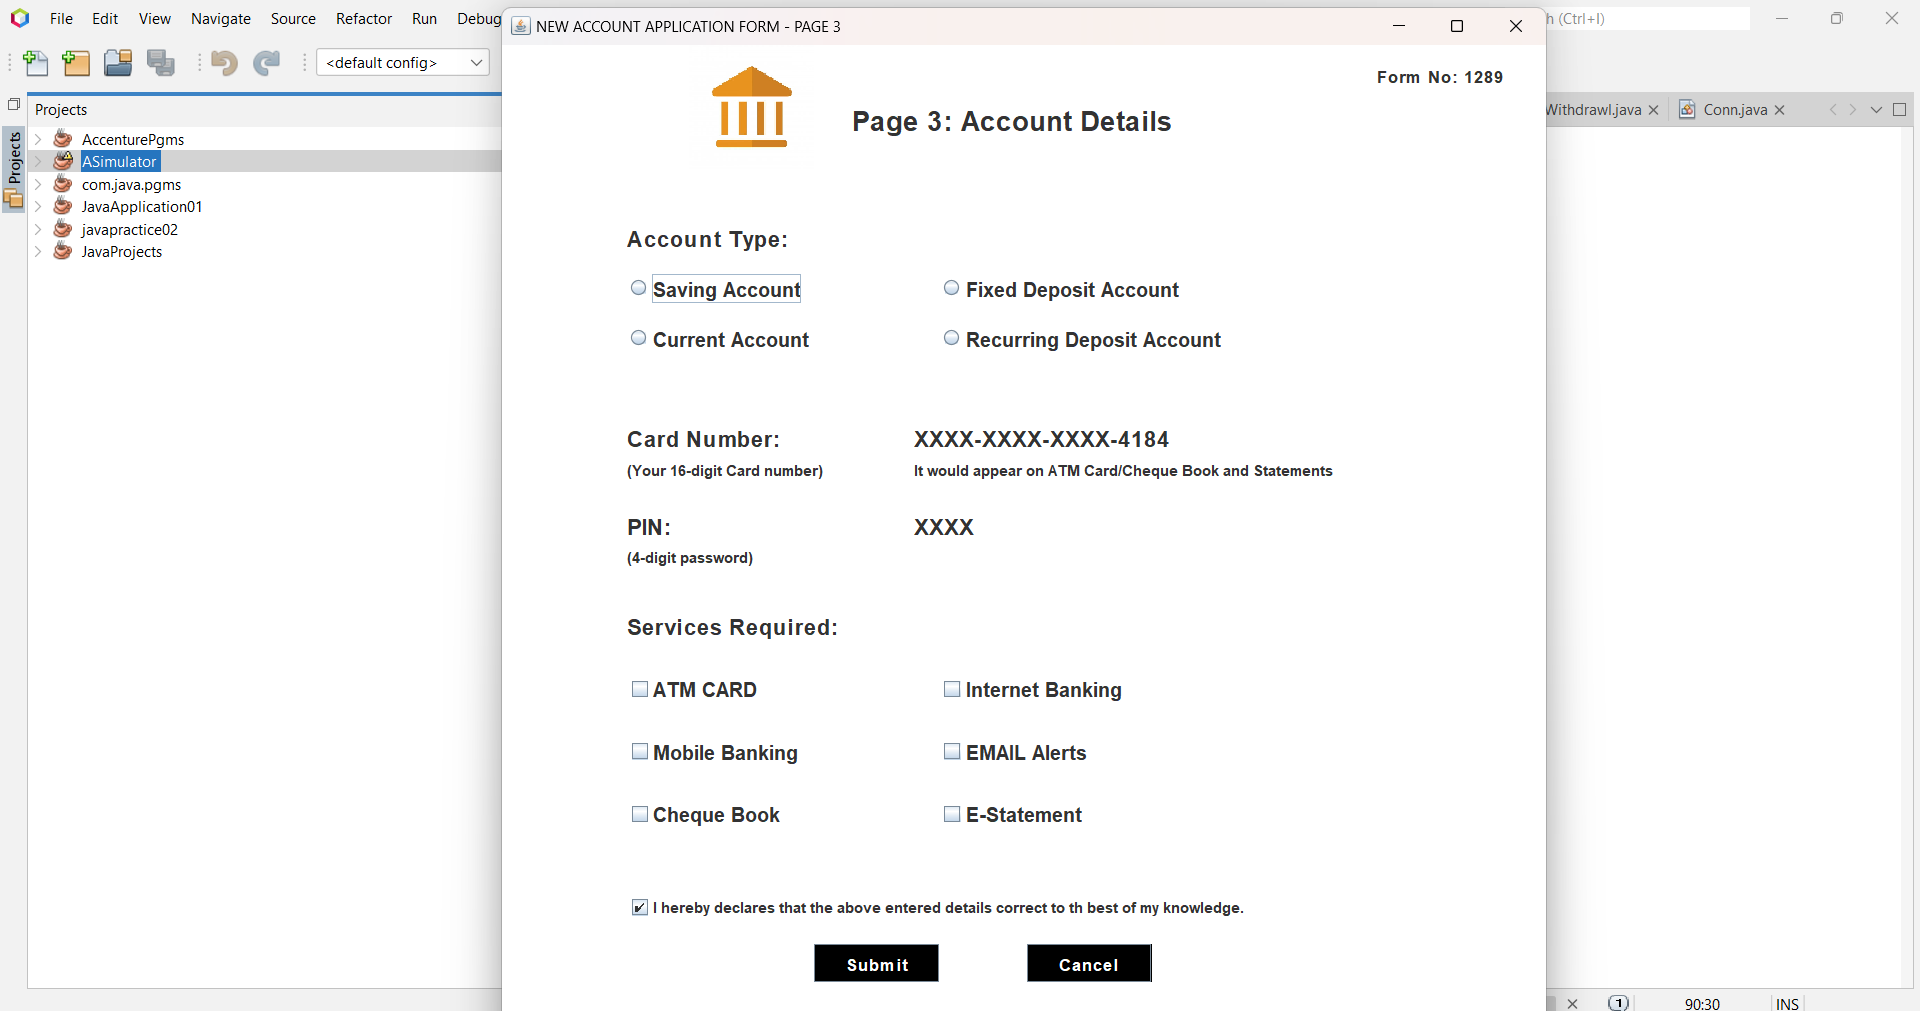 File Edit View Navigate Source Refactor Run Debug
NEW ACCOUNT APPLICATION FORM - PAGE 3
(Ctrl+I)
<default config>
Form No: 1289
Page 3: Account Details
Projects
Projects
AccenturePgms
ASimulator
com.java.pgms
JavaApplication01
javapractice02
JavaProjects
Withdrawl.java
Conn.java
Account Type:
Saving Account
Fixed Deposit Account
Current Account
Recurring Deposit Account
Card Number:
XXXX-XXXX-XXXX-4184
(Your 16-digit Card number)
It would appear on ATM Card/Cheque Book and Statements
PIN:
XXXX
(4-digit password)
Services Required:
ATM CARD
Internet Banking
Mobile Banking
EMAIL Alerts
Cheque Book
E-Statement
I hereby declares that the above entered details correct to th best of my knowledge.
Submit
Cancel
1
90:30
INS